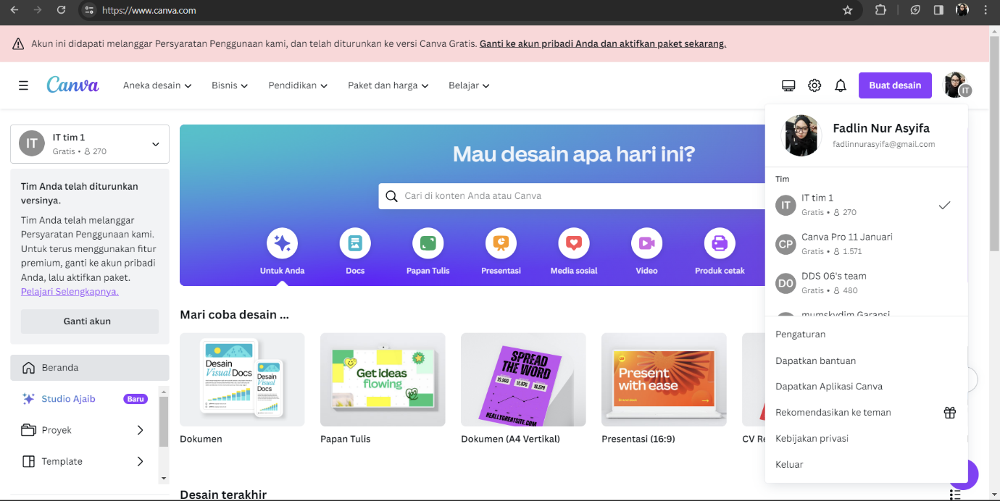 https://www.canva.com
Akun ini didapati melanggar Persyaratan Penggunaan kami, dan telah diturunkan ke versi Canva Gratis. Ganti ke akun pribadi Anda dan aktifkan paket sekarang.
Canva
Aneka desain
Bisnis
Pendidikan
Paket dan harga
Belajar
Buat desain
IT
IT
IT tim 1
Gratis • 270
Tim Anda telah diturunkan
versinya.
Tim Anda telah melanggar
Persyaratan Penggunaan kami.
Untuk terus menggunakan fitur
premium, ganti ke akun pribadi
Anda, lalu aktifkan paket.
Pelajari Selengkapnya.
Ganti akun
Beranda
Studio Ajaib
Baru
Proyek
Template
Mau desain apa hari ini?
Cari di konten Anda atau Canva
Untuk Anda
Docs
Papan Tulis
Presentasi
Media sosial
Video
Produk cetak
Mari coba desain ...
Desain
Visual Docs
Desain
Visual
Docs
Dokumen
Get ideas
flowing
Papan Tulis
SPREAD
THE WORD
REALLYGREATSITE.COM
Dokumen (A4 Vertikal)
Present
with ease
Presentasi (16:9)
CV Re
Desain terakhir
Fadlin Nur Asyifa
fadlinnurasyifa@gmail.com
Tim
IT
IT tim 1
Gratis • 270
CP
Canva Pro 11 Januari
Gratis • 1.571
D0
DDS 06's team
Gratis • 480
mumskydim Garansi
Pengaturan
Dapatkan bantuan
Dapatkan Aplikasi Canva
Rekomendasikan ke teman
Kebijakan privasi
Keluar